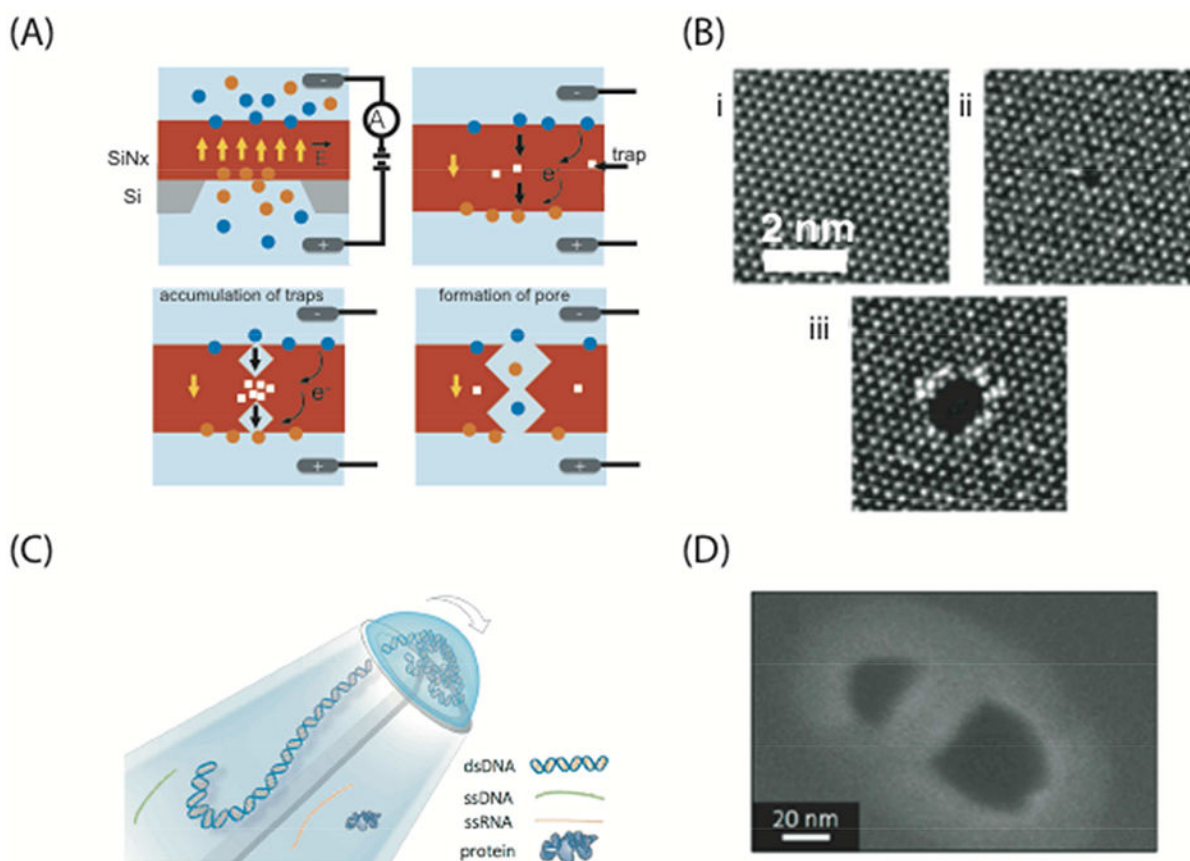 (A)
-
A
SiNx
E
Si
+
-
trap
e
+
accumulation of traps
-
e-
+
formation of pore
-
+
(B)
i
ii
2 nm
iii
(C)
dsDNA
ssDNA
ssRNA
protein
(D)
20 nm